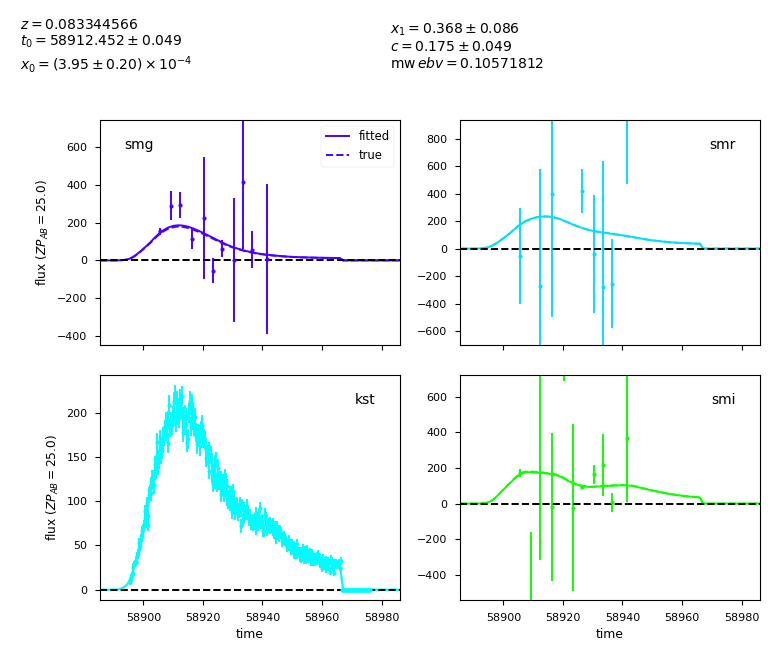 z = 0.083344566
t0 = 58912.452 ± 0.049
x0 = (3.95 ± 0.20) × 10^−4
x1 = 0.368 ± 0.086
c = 0.175 ± 0.049
mw ebv = 0.10571812
smg
fitted
true
600
400
200
0
−200
−400
flux (ZP_AB = 25.0)
smr
800
600
400
200
0
−200
−400
−600
kst
200
150
100
50
0
flux (ZP_AB = 25.0)
58900 58920 58940 58960 58980
time
smi
600
400
200
0
−200
−400
58900 58920 58940 58960 58980
time